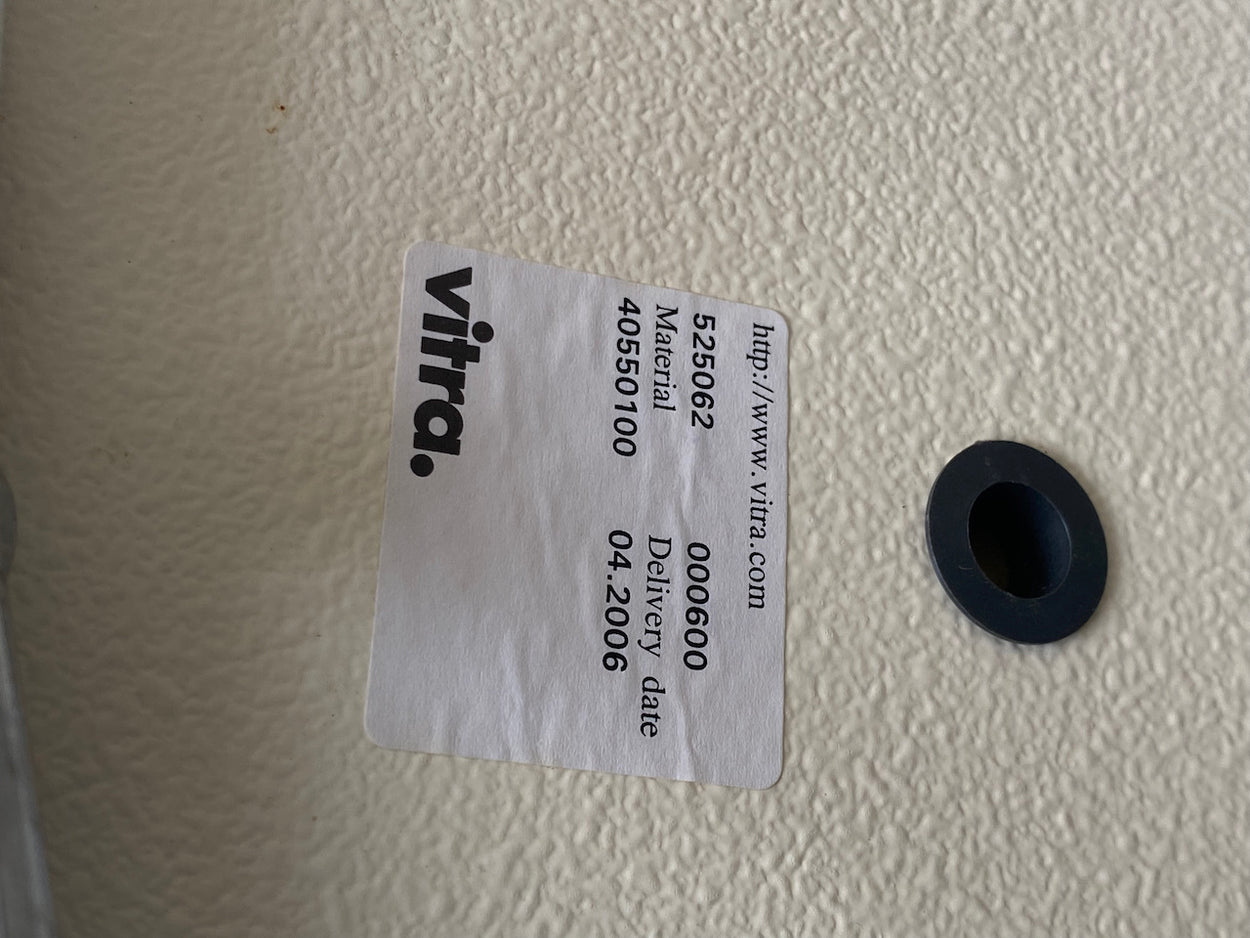 http://www.vitra.com
525062 000600
Material Delivery date
40550100 04.2006
vitra.